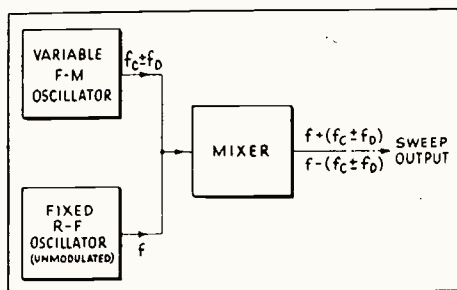 VARIABLE
F-M
OSCILLATOR
fC±fD
MIXER
f+(fC±fD)
f-(fC±fD)
SWEEP
OUTPUT
FIXED
R-F
OSCILLATOR
(UNMODULATED)
f